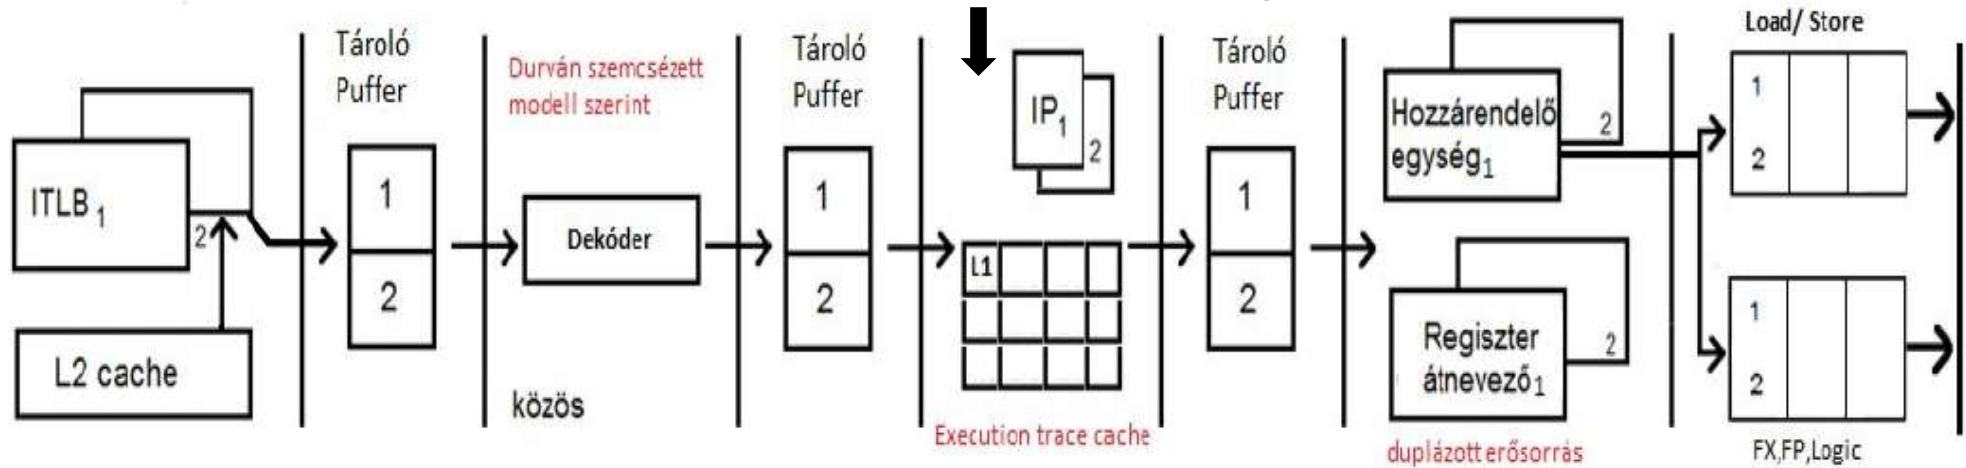 ITLB 1
2
L2 cache
Tároló
Puffer
1
2
Durván szemcsézett
modell szerint
Dekóder
közös
Tároló
Puffer
1
2
IP1
2
L1
Execution trace cache
Tároló
Puffer
1
2
Hozzárendelő
egység1
2
Regiszter
átnevező1
2
duplázott erősorrás
Load/ Store
1
2
1
2
FX,FP,Logic